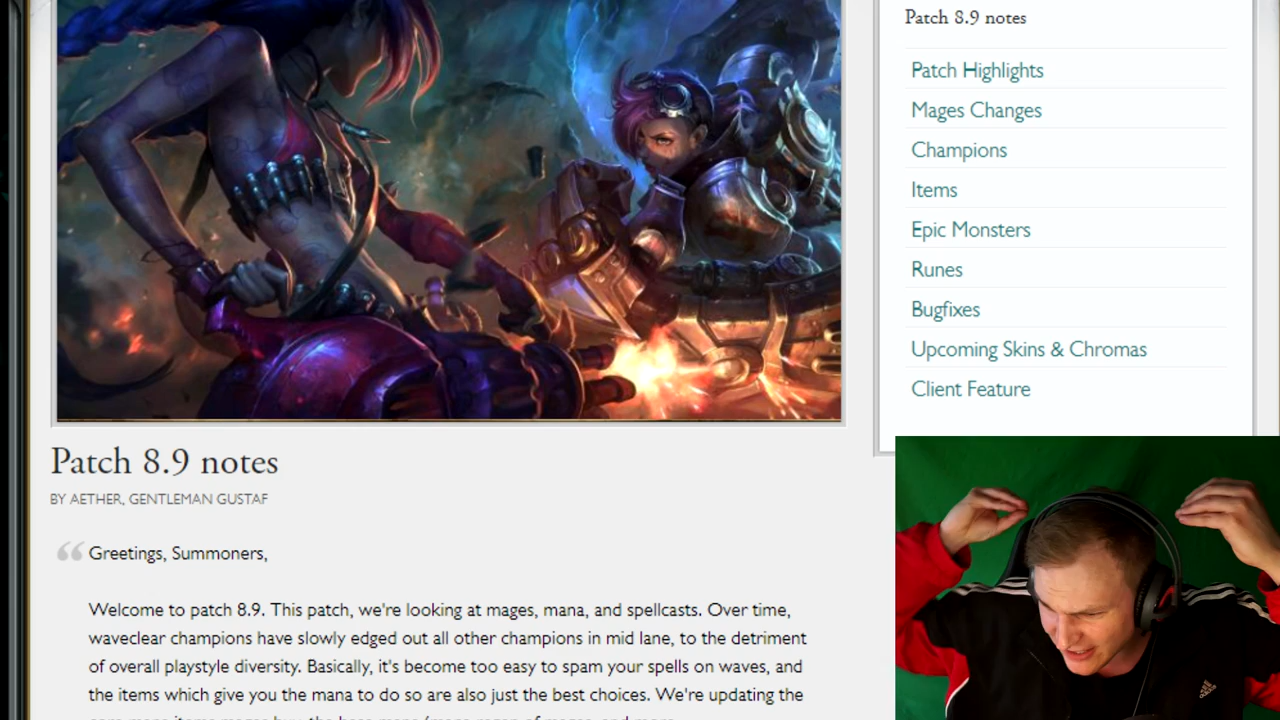 Patch 8.9 notes
Patch Highlights
Mages Changes
Champions
Items
Epic Monsters
Runes
Bugfixes
Upcoming Skins & Chromas
Client Feature
Patch 8.9 notes
BY AETHER, GENTLEMAN GUSTAF
“ Greetings, Summoners,
Welcome to patch 8.9. This patch, we're looking at mages, mana, and spellcasts. Over time,
waveclear champions have slowly edged out all other champions in mid lane, to the detriment
of overall playstyle diversity. Basically, it's become too easy to spam your spells on waves, and
the items which give you the mana to do so are also just the best choices. We're updating the
adidas